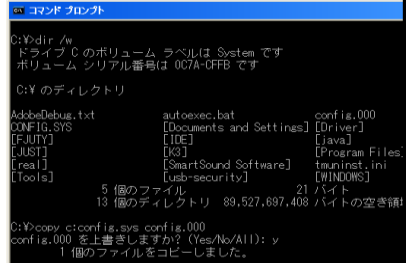 コマンド プロンプト
C:¥>dir /w
ドライブ C のボリューム ラベルは System です
ボリューム シリアル番号は 0C7A-CFFB です
C:¥ のディレクトリ
AdobeDebug.txt autoexec.bat config.000
CONFIG.SYS [Documents and Settings] [Driver]
[FJUTY] [IDE] [java]
[JUST] [K3] [Program Files]
[real] [SmartSound Software] tmuninst.ini
[Tools] [usb-security] [WINDOWS]
5 個のファイル 21 バイト
13 個のディレクトリ 89,527,697,408 バイトの空き領
C:¥>copy c:config.sys config.000
config.000 を上書きしますか? (Yes/No/All): y
1 個のファイルをコピーしました。